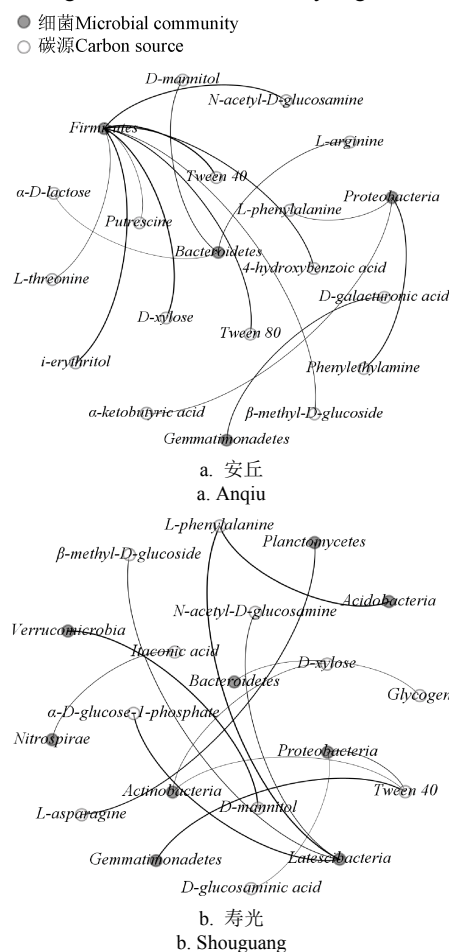 细菌Microbial community
碳源Carbon source
D-mannitol
N-acetyl-D-glucosamine
Firmicutes
L-arginine
Tween 40
α-D-lactose
Proteobacteria
L-phenylalanine
Putrescine
Bacteroidetes
4-hydroxybenzoic acid
L-threonine
D-galacturonic acid
D-xylose
Tween 80
i-erythritol
Phenylethylamine
α-ketobutyric acid
β-methyl-D-glucoside
Gemmatimonadetes
a. 安丘
a. Anqiu
L-phenylalanine
Planctomycetes
β-methyl-D-glucoside
Acidobacteria
N-acetyl-D-glucosamine
Verrucomicrobia
Itaconic acid
D-xylose
Bacteroidetes
Glycogen
α-D-glucose-1-phosphate
Nitrospirae
Proteobacteria
Actinobacteria
Tween 40
D-mannitol
L-asparagine
Gemmatimonadetes
Latescibacteria
D-glucosaminic acid
b. 寿光
b. Shouguang